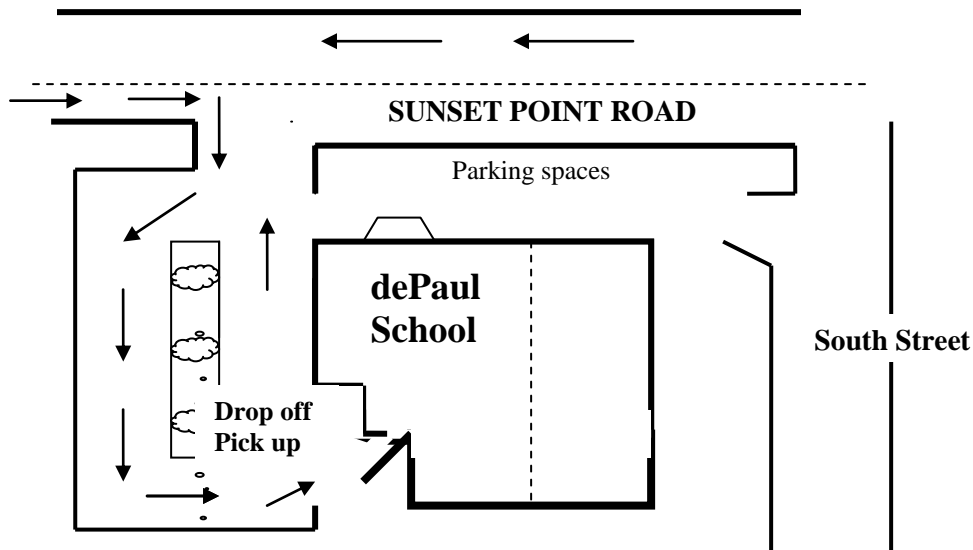 SUNSET POINT ROAD
Parking spaces
dePaul
School
South Street
Drop off
Pick up